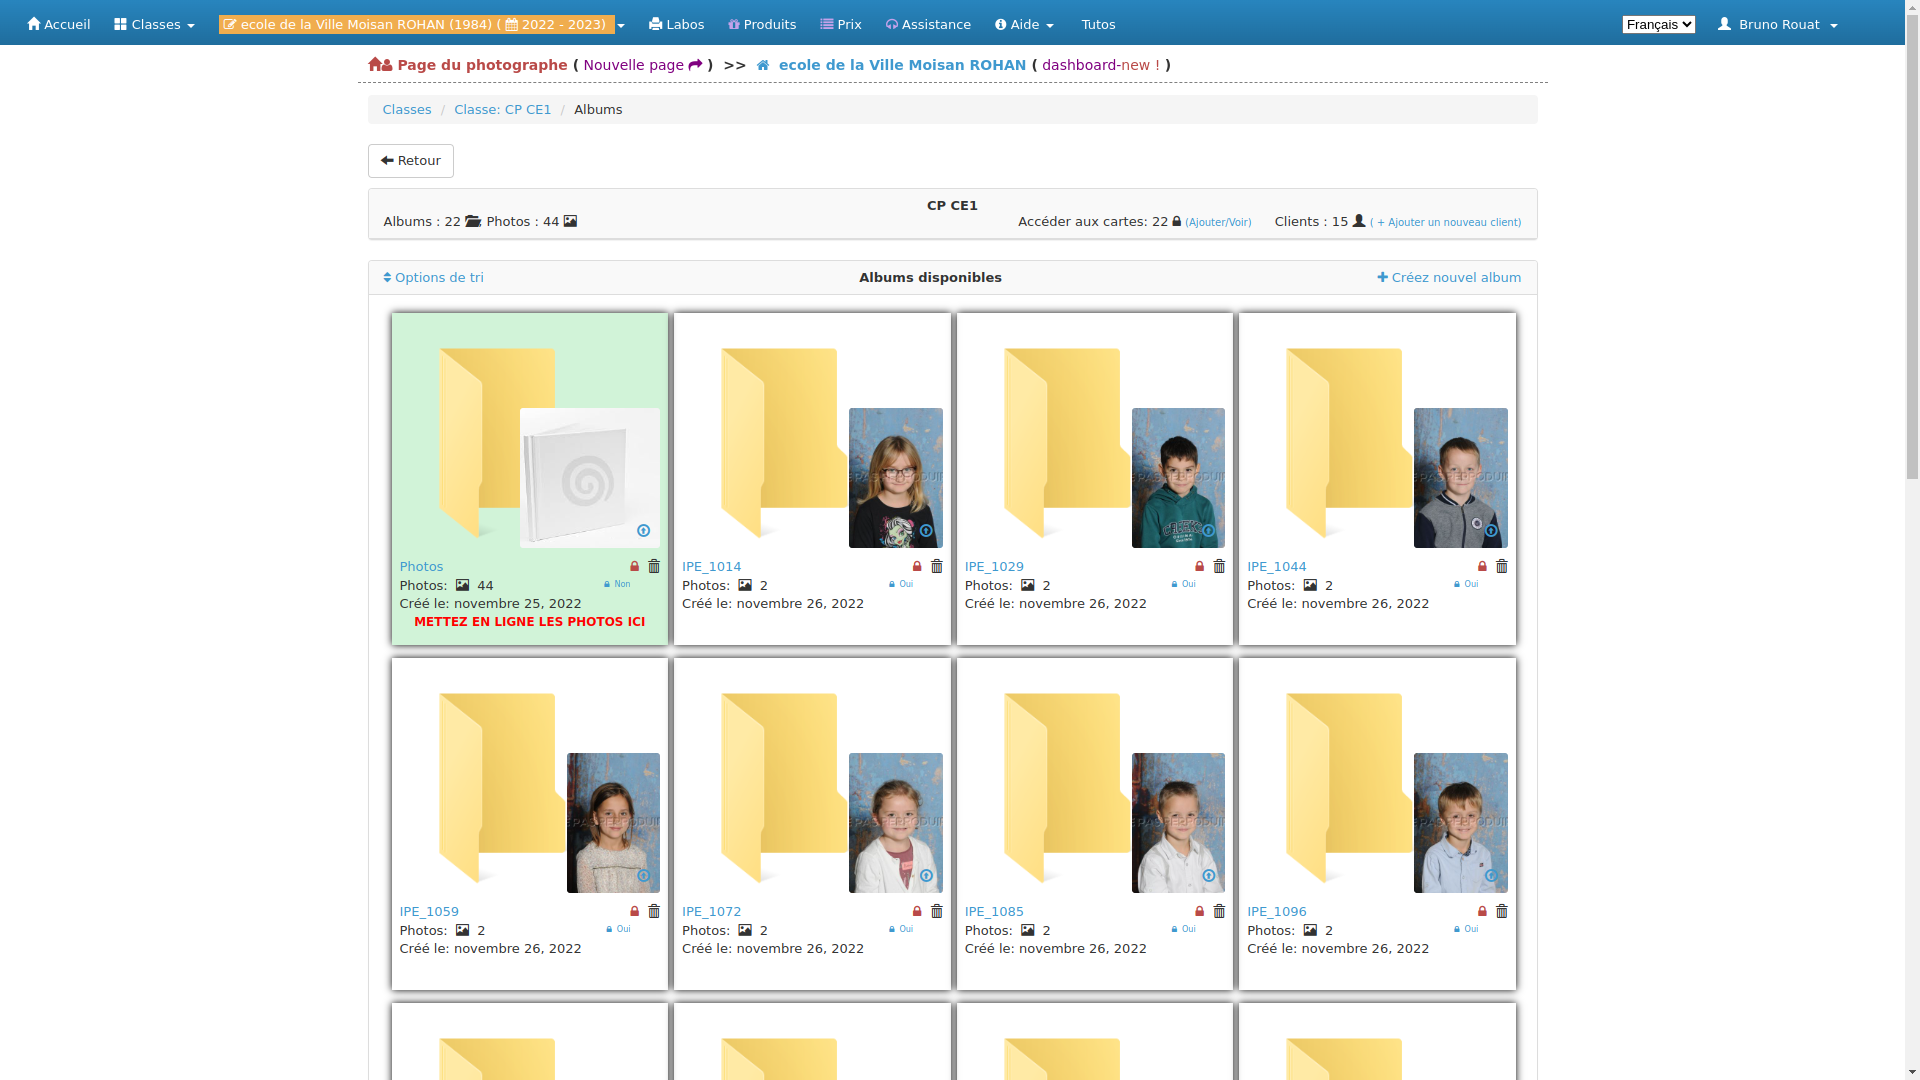 Accueil Classes ecole de la Ville Moisan ROHAN (1984) ( 2022 - 2023) Labos Produits Prix Assistance Aide Tutos Français Bruno Rouat
Page du photographe ( Nouvelle page ) >> ecole de la Ville Moisan ROHAN ( dashboard-new ! )
Classes / Classe: CP CE1 / Albums
Retour
CP CE1
Albums : 22 Photos : 44 Accéder aux cartes: 22 (Ajouter/Voir) Clients : 15 ( + Ajouter un nouveau client)
Options de tri Albums disponibles Créez nouvel album
Photos IPE_1014 IPE_1029 IPE_1044
Photos: 44 Non Photos: 2 Oui Photos: 2 Oui Photos: 2 Oui
Créé le: novembre 25, 2022 Créé le: novembre 26, 2022 Créé le: novembre 26, 2022 Créé le: novembre 26, 2022
METTEZ EN LIGNE LES PHOTOS ICI
IPE_1059 IPE_1072 IPE_1085 IPE_1096
Photos: 2 Oui Photos: 2 Oui Photos: 2 Oui Photos: 2 Oui
Créé le: novembre 26, 2022 Créé le: novembre 26, 2022 Créé le: novembre 26, 2022 Créé le: novembre 26, 2022